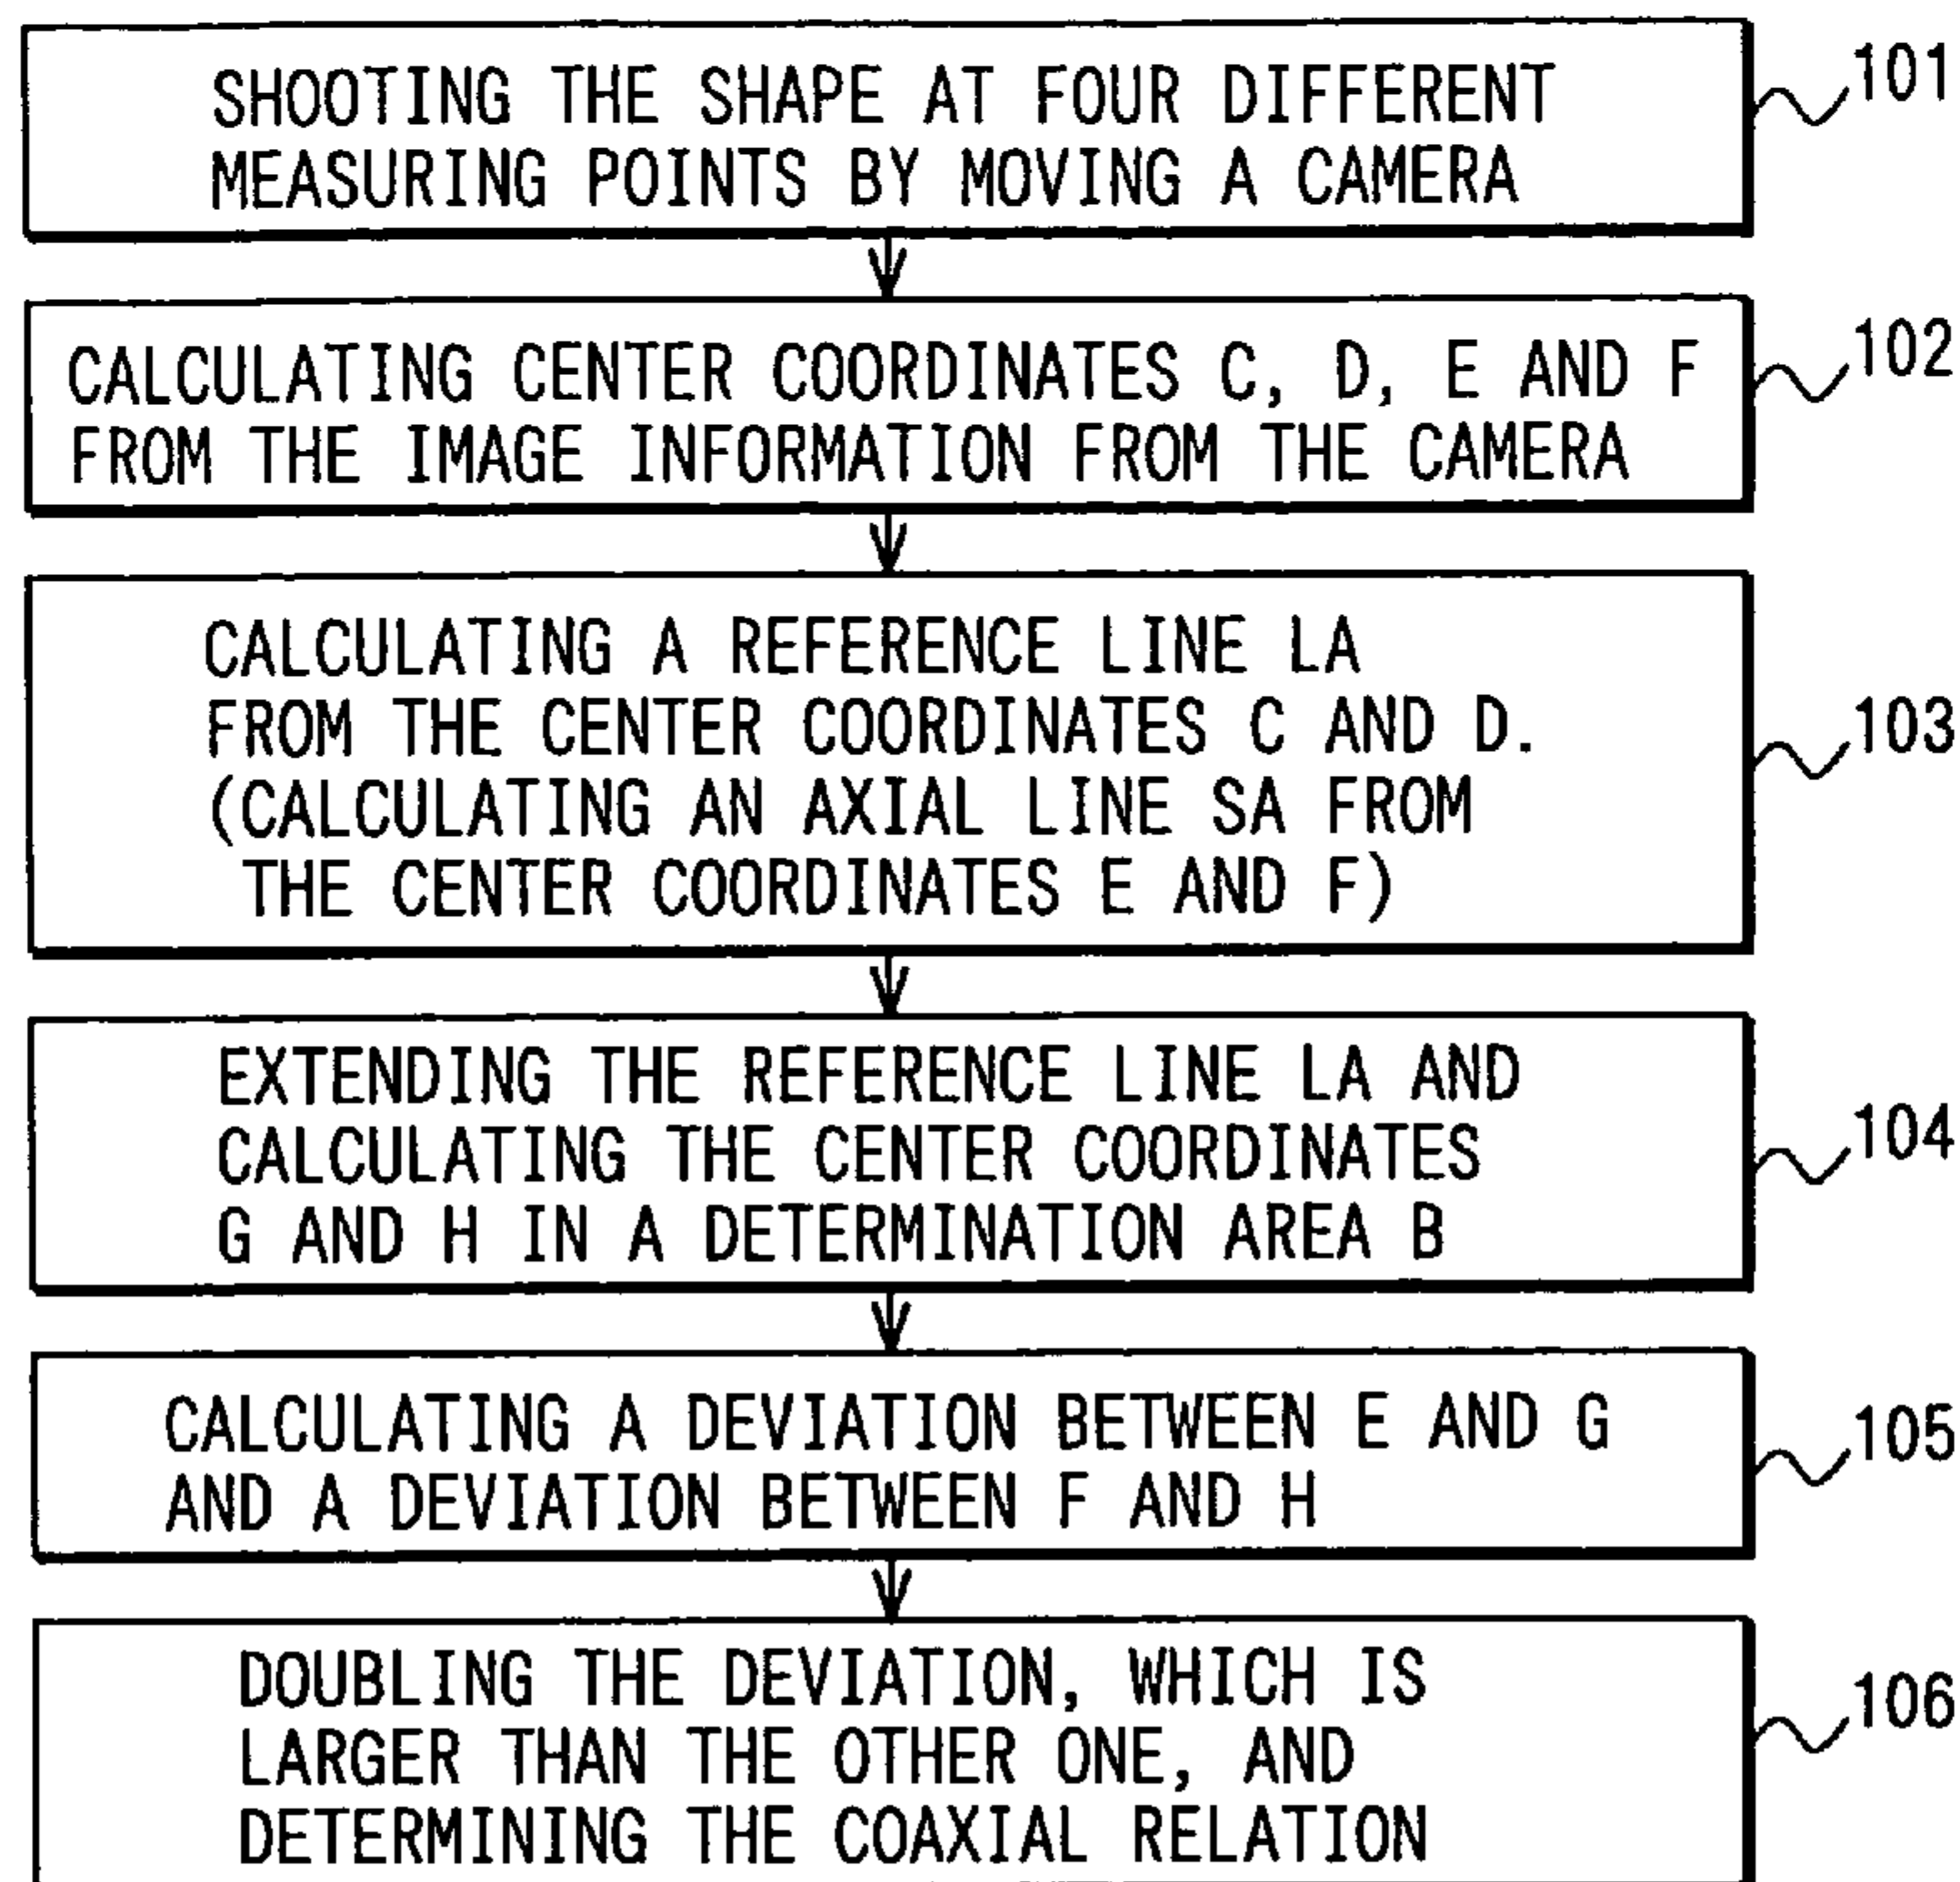 SHOOTING THE SHAPE AT FOUR DIFFERENT
MEASURING POINTS BY MOVING A CAMERA
101
CALCULATING CENTER COORDINATES C, D, E AND F
FROM THE IMAGE INFORMATION FROM THE CAMERA
102
CALCULATING A REFERENCE LINE LA
FROM THE CENTER COORDINATES C AND D.
(CALCULATING AN AXIAL LINE SA FROM
THE CENTER COORDINATES E AND F)
103
EXTENDING THE REFERENCE LINE LA AND
CALCULATING THE CENTER COORDINATES
G AND H IN A DETERMINATION AREA B
104
CALCULATING A DEVIATION BETWEEN E AND G
AND A DEVIATION BETWEEN F AND H
105
DOUBLING THE DEVIATION, WHICH IS
LARGER THAN THE OTHER ONE, AND
DETERMINING THE COAXIAL RELATION
106